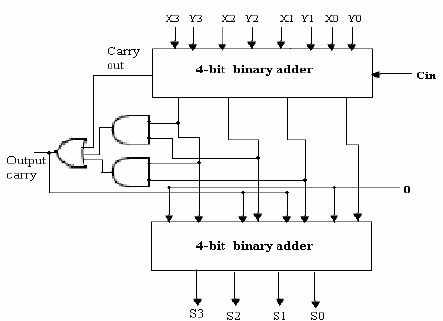 X3 Y3 X2 Y2 X1 Y1 X0 Y0
Carry
out
4-bit binary adder
Cin
Output
carry
0
4-bit binary adder
S3 S2 S1 S0